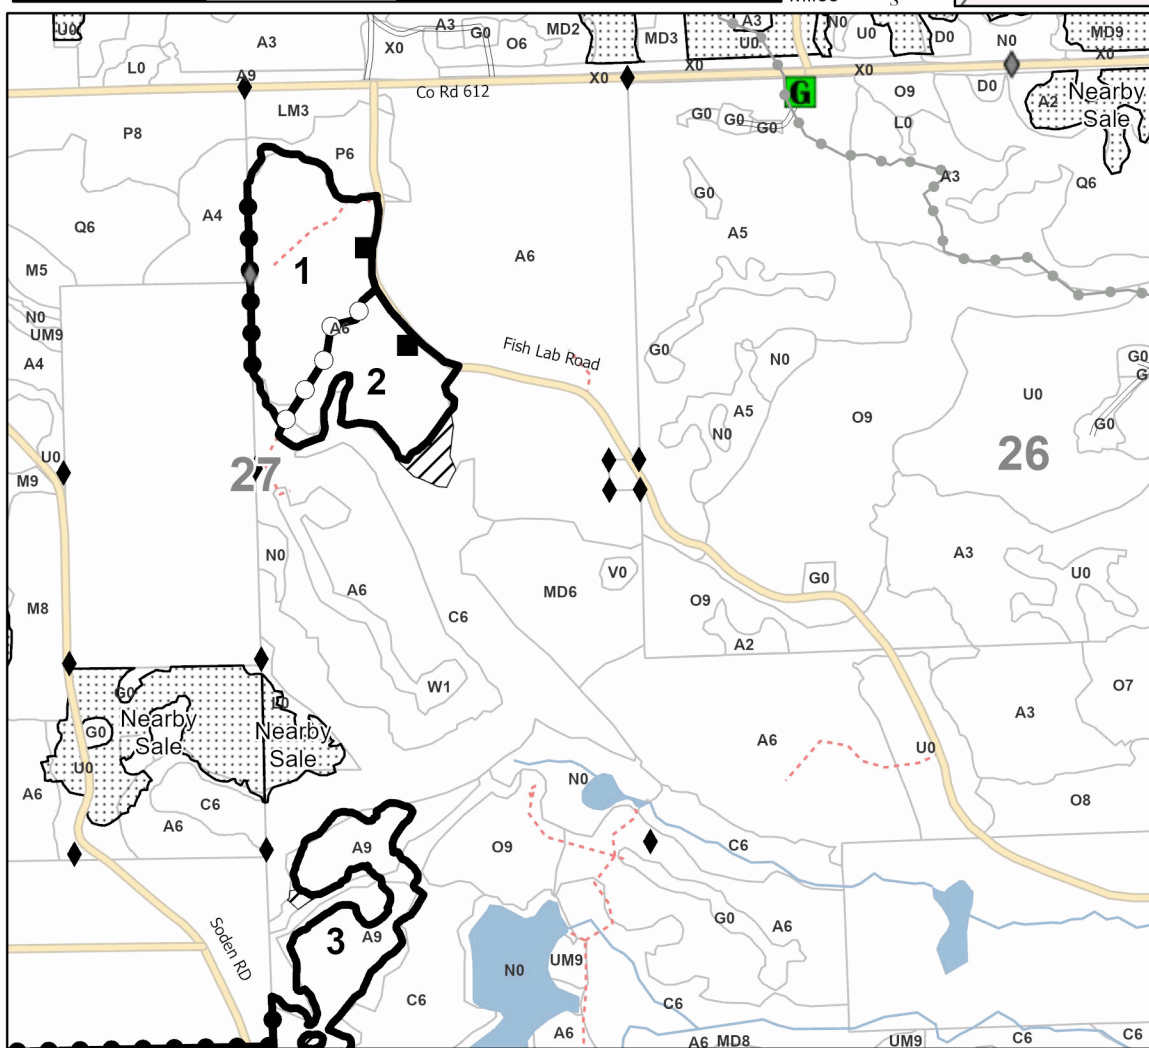 Miles
S
U0
A3
X0
A3
G0
O6
MD2
MD3
A3
U0
N0
U0
D0
N0
MD9
X0
L0
A9
X0
X0
X0
Co Rd 612
G
O9
D0
A2
Nearby
Sale
P8
LM3
P6
G0
G0
G0
L0
A3
Q6
G0
A4
Q6
A5
A6
M5
1
N0
UM9
A6
A4
Fish Lab Road
G0
N0
G0
G
2
A5
N0
O9
U0
G0
26
U0
M9
27
N0
A3
U0
A6
MD6
V0
G0
M8
C6
O9
A2
W1
O7
G0
L0
A3
G0
Nearby
Sale
Nearby
Sale
A6
U0
U0
N0
A6
C6
O8
A6
A9
O9
C6
3
A9
G0
A6
Soden RD
N0
UM9
C6
C6
A6
A6
MD8
UM9
C6
C6